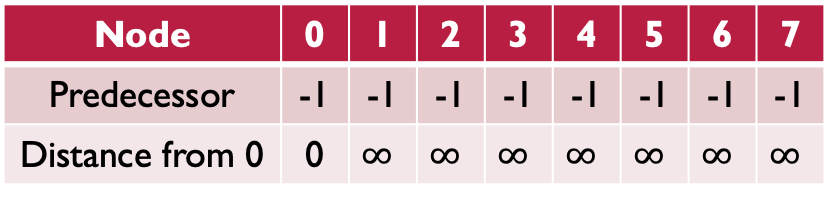 Node 0 1 2 3 4 5 6 7
Predecessor -1 -1 -1 -1 -1 -1 -1 -1
Distance from 0 0 ∞ ∞ ∞ ∞ ∞ ∞ ∞